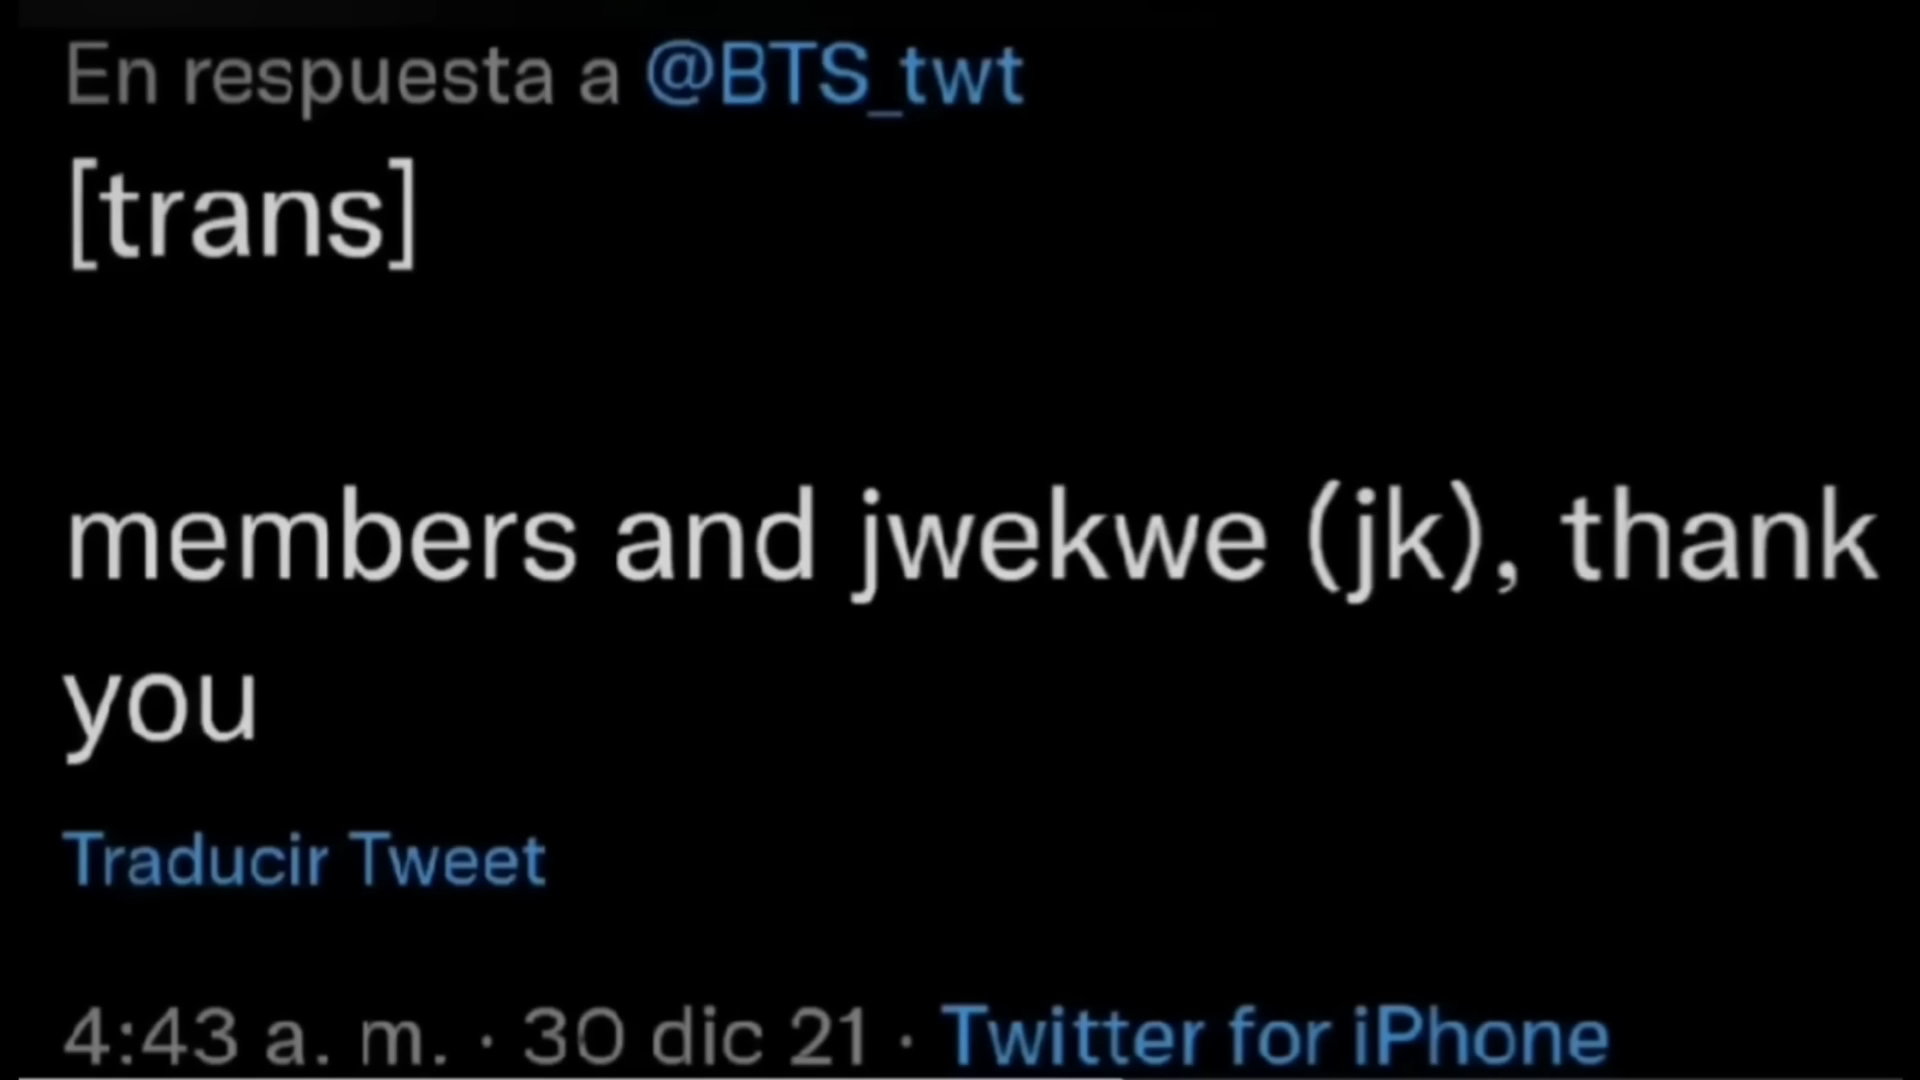 En respuesta a @BTS_twt
[trans]
members and jwekwe (jk), thank
you
Traducir Tweet
4:43 a. m. · 30 dic 21 · Twitter for iPhone